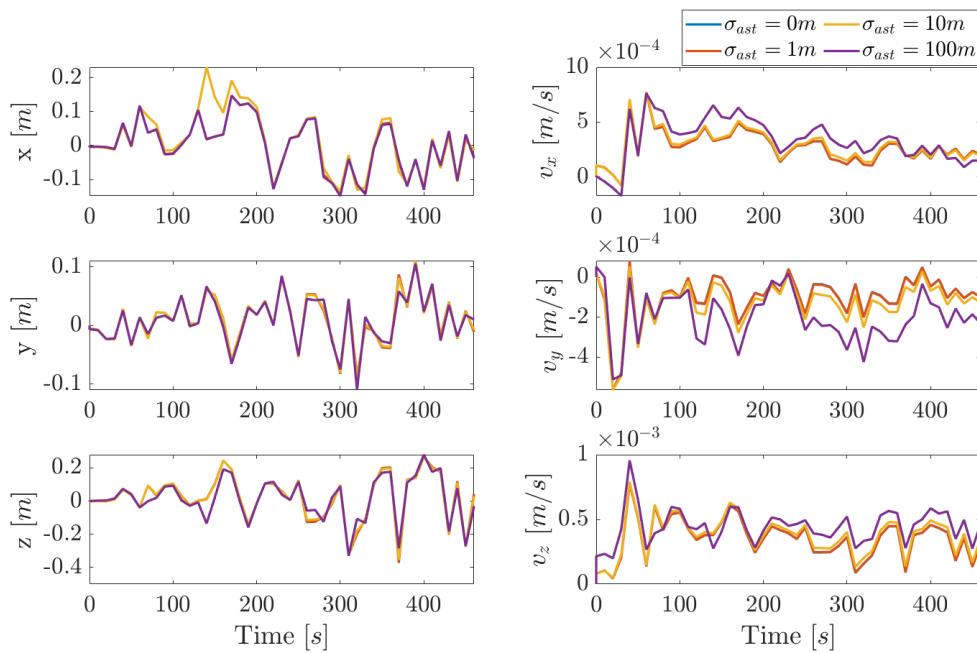 σ_ast = 0m σ_ast = 10m
σ_ast = 1m σ_ast = 100m
x [m]
0.2
0.1
0
-0.1
0 100 200 300 400
v_x [m/s]
×10^-4
10
5
0
0 100 200 300 400
y [m]
0.1
0
-0.1
0 100 200 300 400
v_y [m/s]
×10^-4
0
-2
-4
0 100 200 300 400
z [m]
0.2
0
-0.2
-0.4
0 100 200 300 400
Time [s]
v_z [m/s]
×10^-3
1
0.5
0
0 100 200 300 400
Time [s]